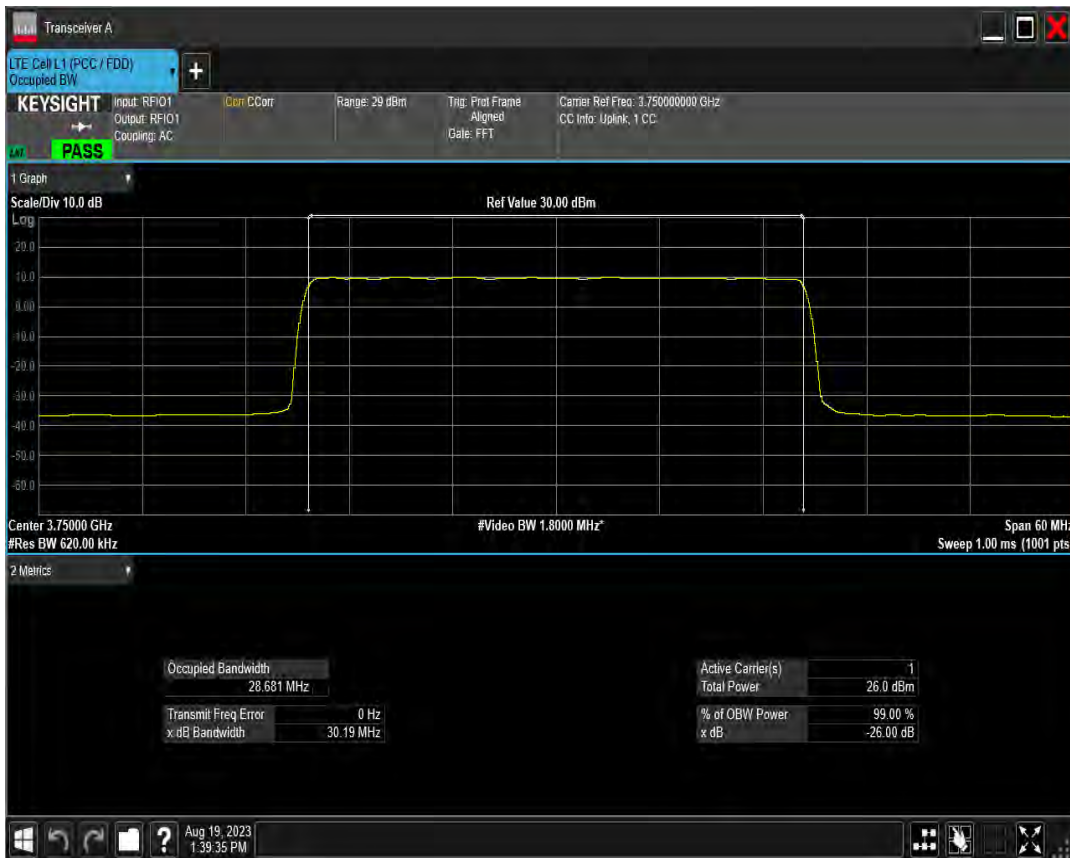 Transceiver A
LTE Cell L1 (PCC / FDD)
Occupied BW
+
KEYSIGHT
PASS
Input: RFIO1
Output: RFIO1
Coupling: AC
Corr CCorr
Range: 29 dBm
Trig: Prot Frame
Aligned
Gate: FFT
Carrier Ref Freq: 3.750000000 GHz
CC Info: Uplink, 1 CC
1 Graph
Scale/Div 10.0 dB
Ref Value 30.00 dBm
Log
20.0
10.0
0.00
-10.0
-20.0
-30.0
-40.0
-50.0
-60.0
Center 3.75000 GHz
#Video BW 1.8000 MHz*
Span 60 MHz
#Res BW 620.00 kHz
Sweep 1.00 ms (1001 pts
2 Metrics
Occupied Bandwidth
28.681 MHz
Transmit Freq Error 0 Hz
x dB Bandwidth 30.19 MHz
Active Carrier(s) 1
Total Power 26.0 dBm
% of OBW Power 99.00 %
x dB -26.00 dB
?
Aug 19, 2023
1:39:35 PM